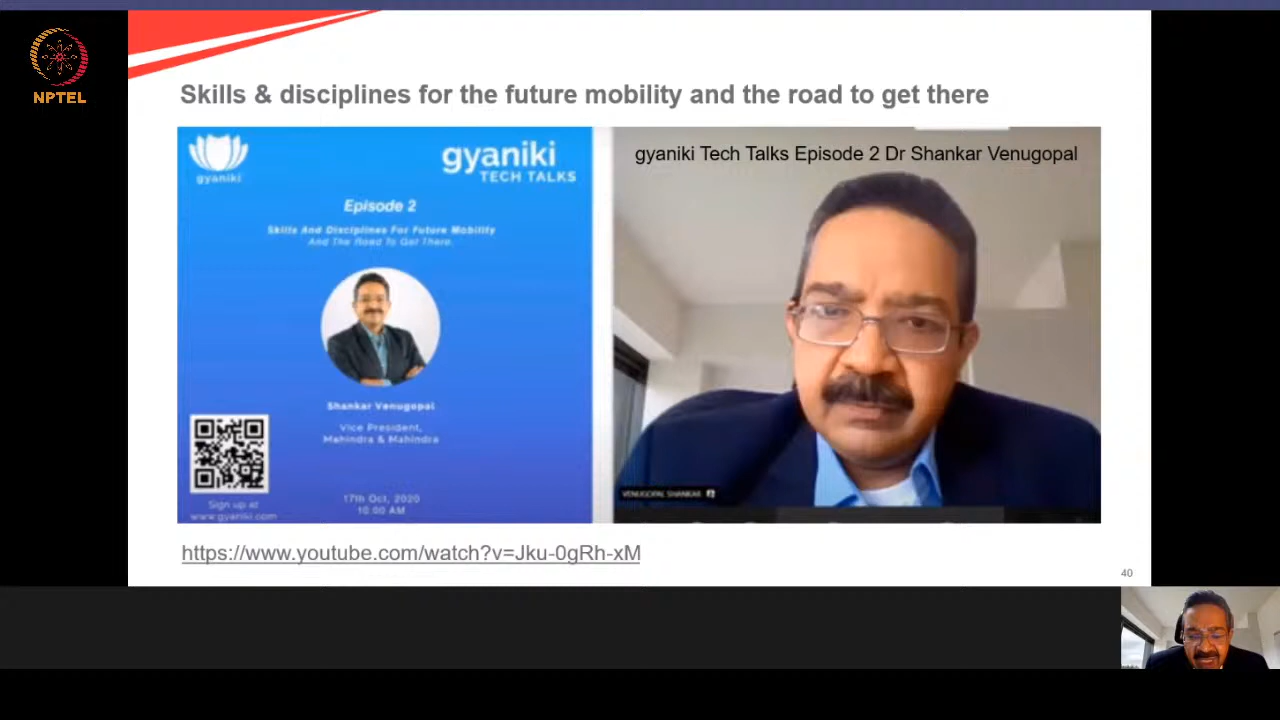 NPTEL
Skills & disciplines for the future mobility and the road to get there
gyaniki
gyaniki
TECH TALKS
Episode 2
Skills And Disciplines For Future Mobility
And The Road To Get There.
Shankar Venugopal
Vice President,
Mahindra & Mahindra
17th Oct, 2020
10:00 AM
Sign up at
www.gyaniki.com
gyaniki Tech Talks Episode 2 Dr Shankar Venugopal
VENUGOPAL SHANKAR
https://www.youtube.com/watch?v=Jku-0gRh-xM
40